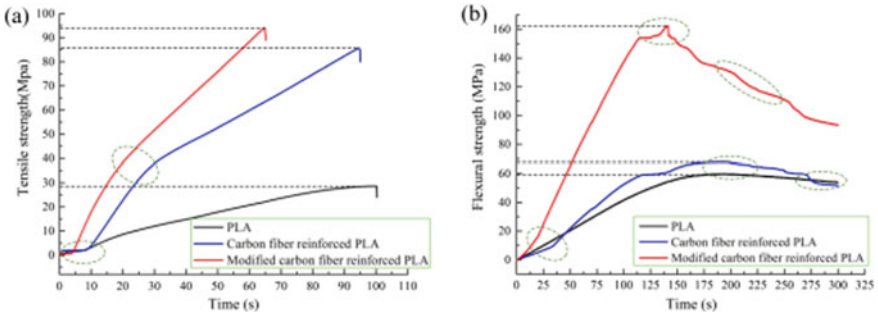 (a)
Tensile strength(Mpa)
100
90
80
70
60
50
40
30
20
10
0
0 10 20 30 40 50 60 70 80 90 100 110
Time (s)
PLA
Carbon fiber reinforced PLA
Modified carbon fiber reinforced PLA
(b)
Flexural strength (MPa)
160
140
120
100
80
60
40
20
0
0 25 50 75 100 125 150 175 200 225 250 275 300 325
Time (s)
PLA
Carbon fiber reinforced PLA
Modified carbon fiber reinforced PLA